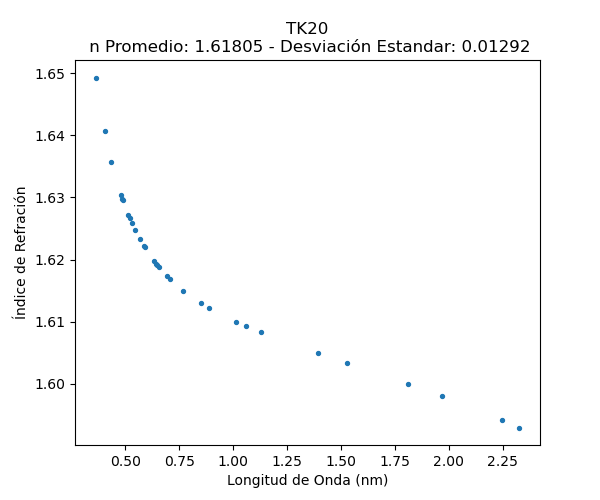 TK20
n Promedio: 1.61805 - Desviación Estandar: 0.01292
1.65
1.64
1.63
1.62
1.61
1.60
Índice de Refración
0.50 0.75 1.00 1.25 1.50 1.75 2.00 2.25
Longitud de Onda (nm)